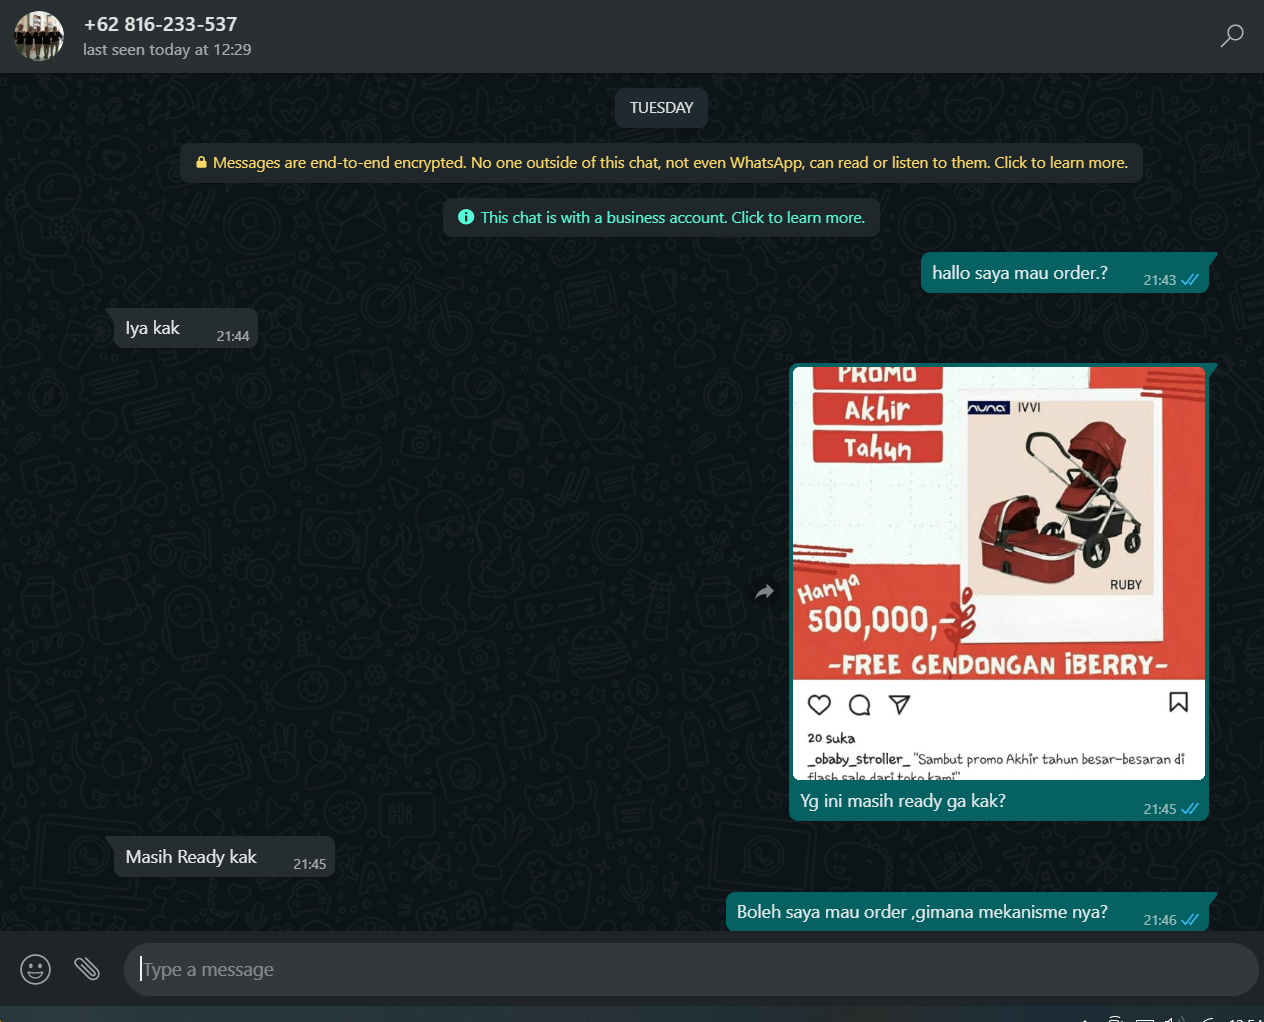 +62 816-233-537
last seen today at 12:29
TUESDAY
Messages are end-to-end encrypted. No one outside of this chat, not even WhatsApp, can read or listen to them. Click to learn more.
This chat is with a business account. Click to learn more.
hallo saya mau order.?
21:43
Iya kak
21:44
PROMO
Akhir
Tahun
nuna IVVI
RUBY
Hanya
500,000,-
-FREE GENDONGAN iBERRY-
20 suka
_obaby_stroller_ "Sambut promo Akhir tahun besar-besaran di
flash sale dari toko kami"
Yg ini masih ready ga kak?
21:45
Masih Ready kak
21:45
Boleh saya mau order ,gimana mekanisme nya?
21:46
Type a message